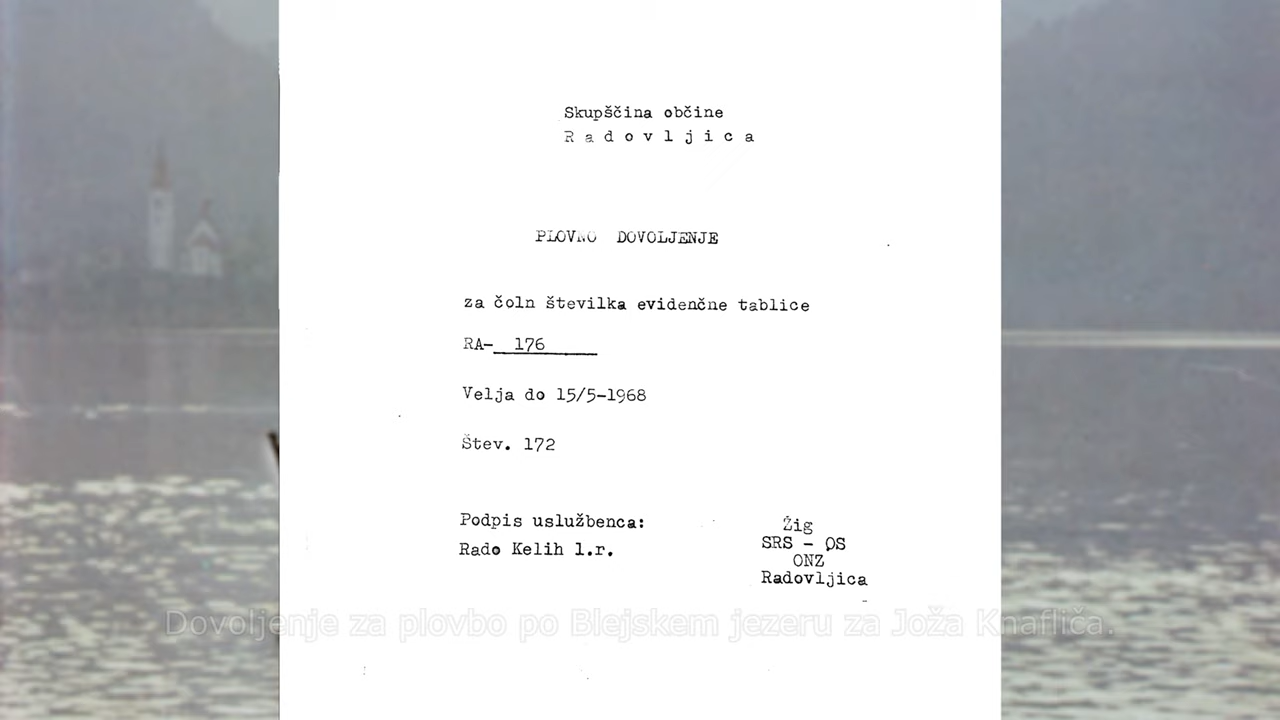 Skupščina občine
R a d o v l j i c a
PLOVNO DOVOLJENJE
za čoln številka evidenčne tablice
RA- 176
Velja do 15/5-1968
Štev. 172
Podpis uslužbenca:
Rado Kelih l.r.
Žig
SRS - OS
ONZ
Radovljica
Dovoljenje za plovbo po Blejskem jezeru za Joža Knafliča.